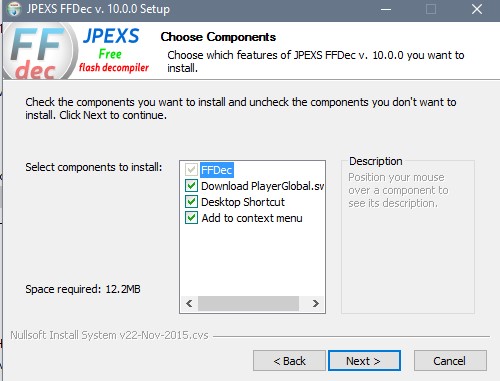 JPEXS FFDec v. 10.0.0 Setup
FF
dec
JPEXS
Free
flash decompiler
Choose Components
Choose which features of JPEXS FFDec v. 10.0.0 you want to
install.
Check the components you want to install and uncheck the components you don't want to
install. Click Next to continue.
Select components to install:
FFDec
Download PlayerGlobal.sw
Desktop Shortcut
Add to context menu
Description
Position your mouse
over a component to
see its description.
Space required: 12.2MB
Nullsoft Install System v22-Nov-2015.cvs
< Back
Next >
Cancel